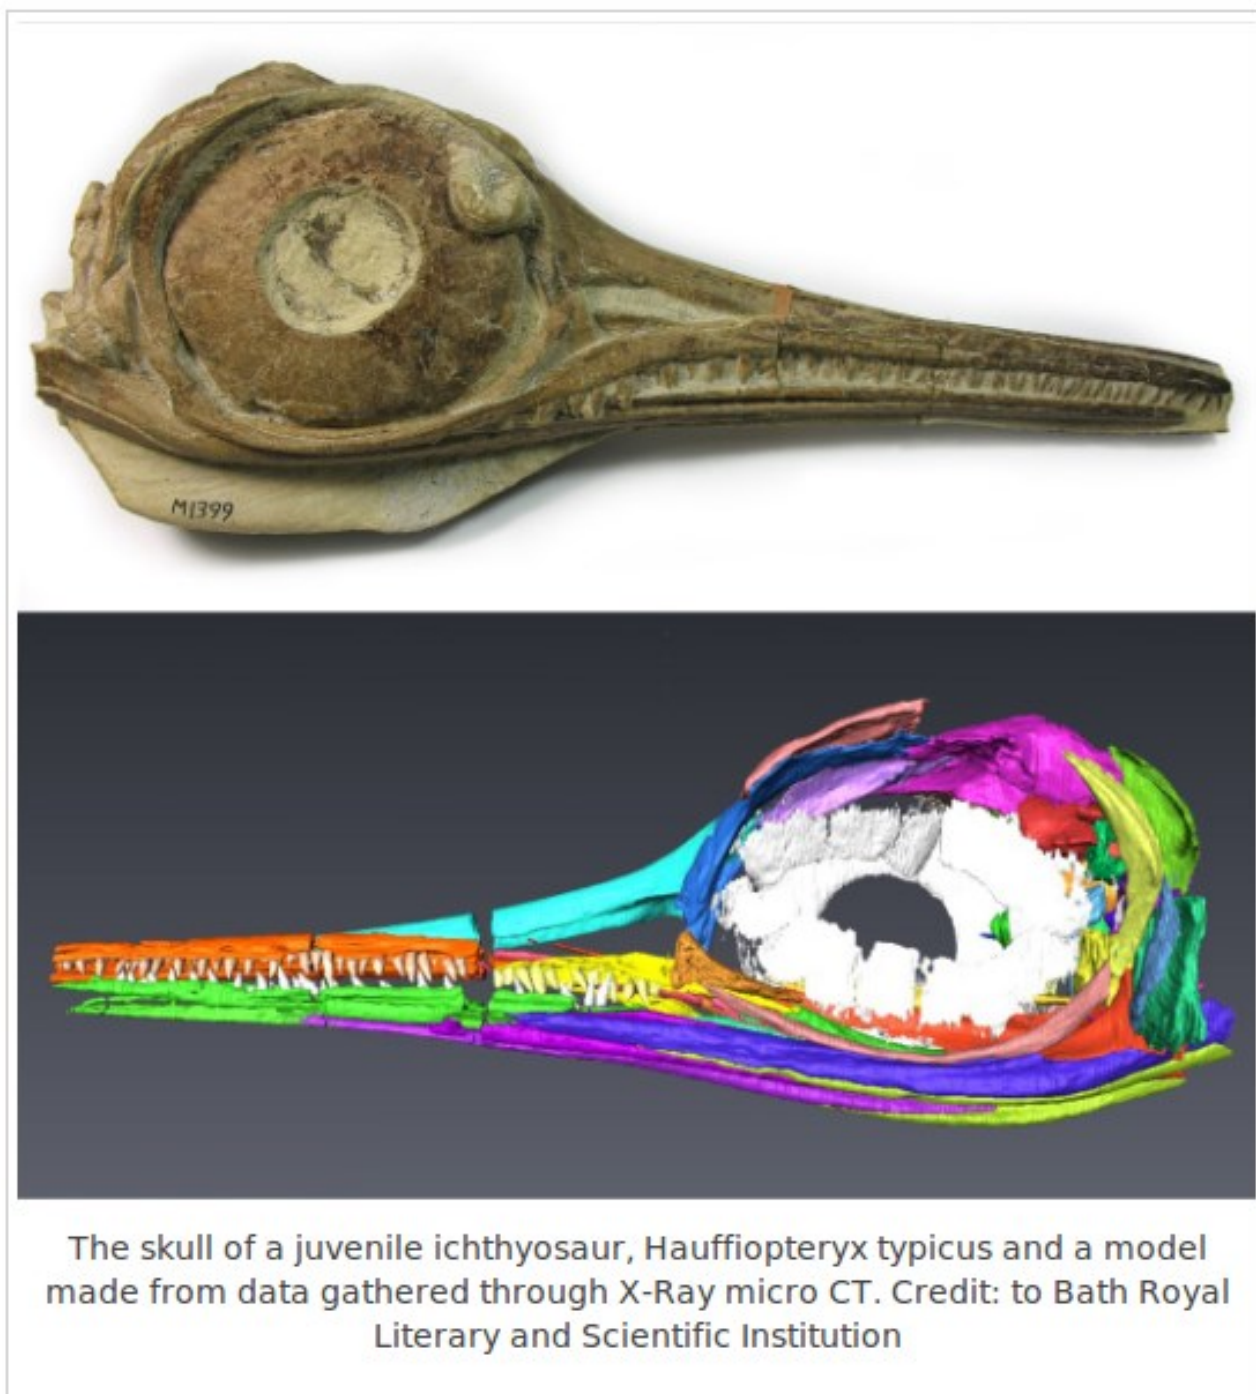 M1399
The skull of a juvenile ichthyosaur, Hauffiopteryx typicus and a model
made from data gathered through X-Ray micro CT. Credit: to Bath Royal
Literary and Scientific Institution